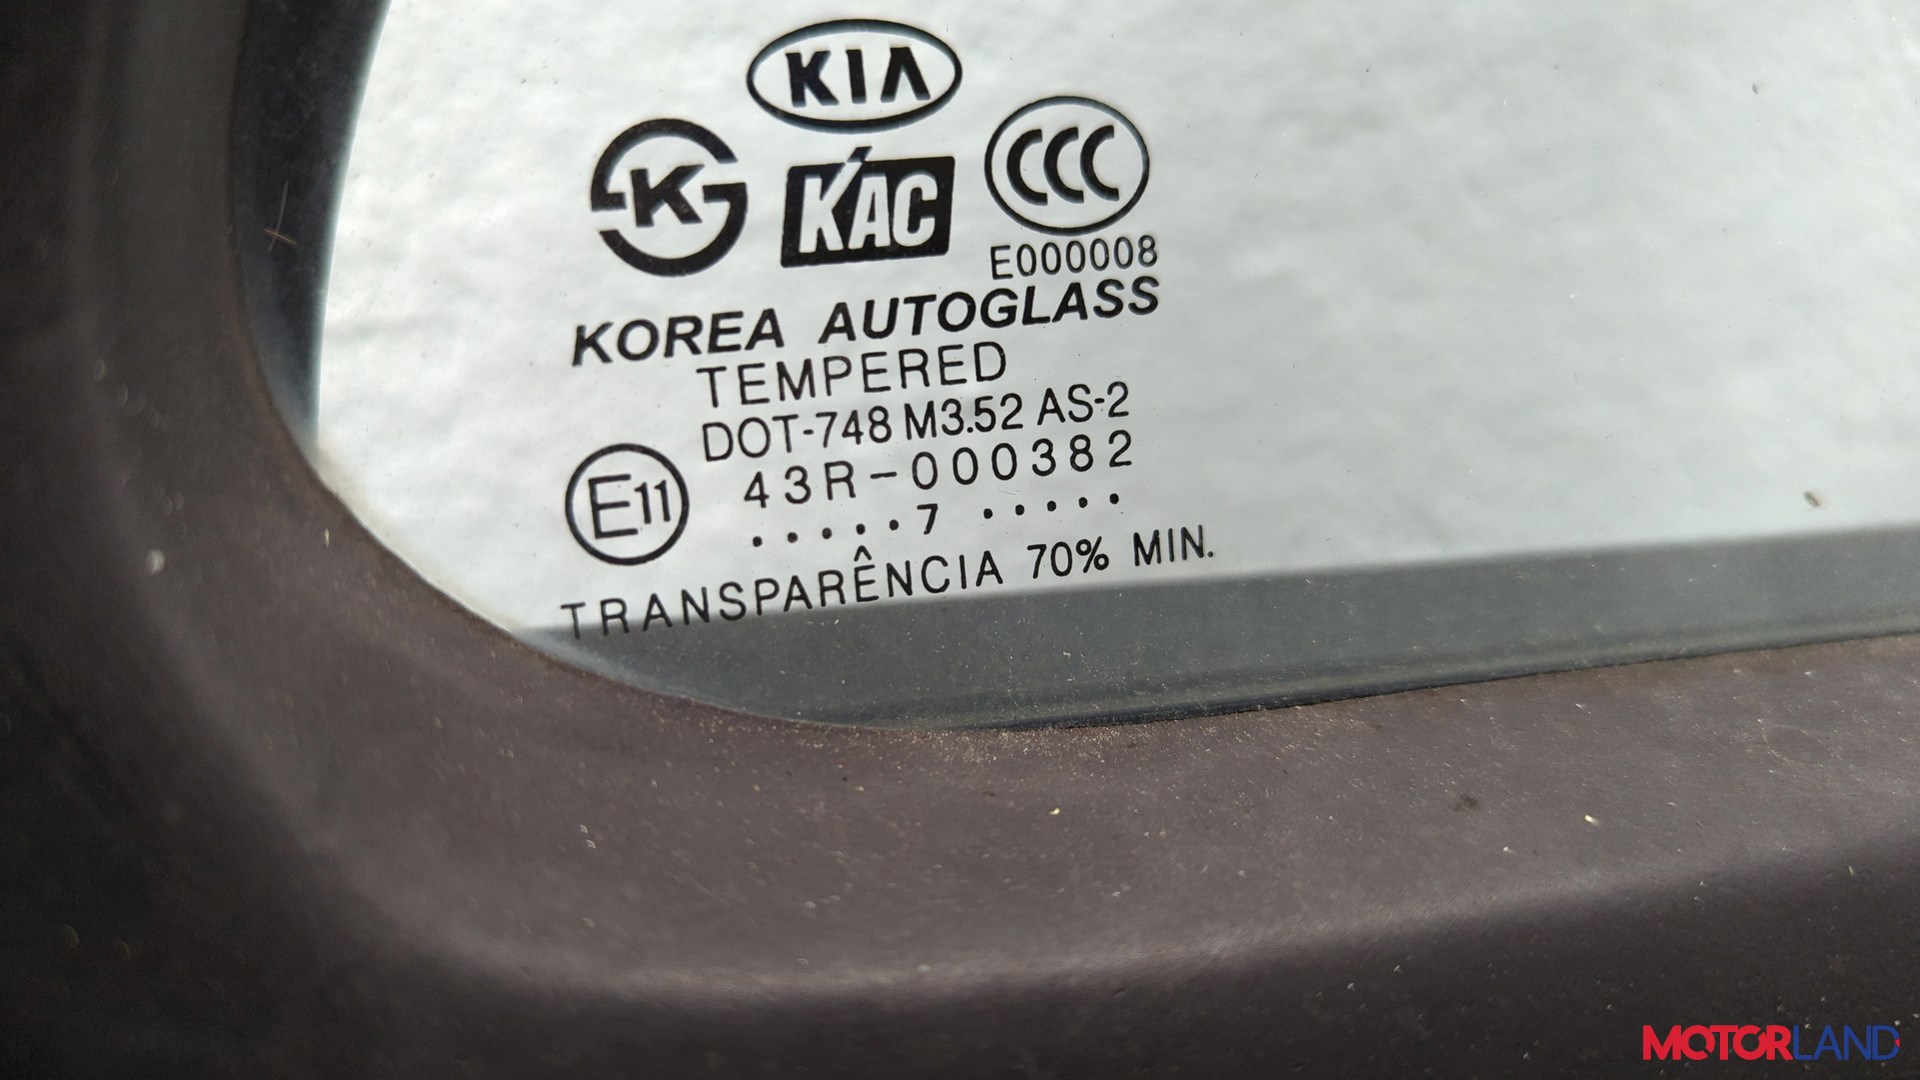 KIA
K
KAC
CCC
E000008
KOREA AUTOGLASS
TEMPERED
DOT-748 M3.52 AS-2
E11
43R-000382
.....7 .....
TRANSPARÊNCIA 70% MIN.
MOTORLAND